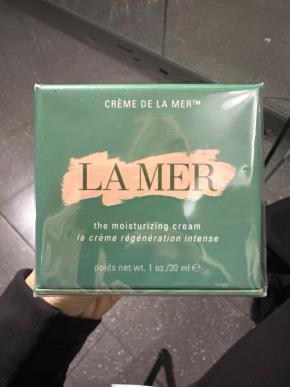 CRÈME DE LA MER™
LA MER
the moisturizing cream
la crème régénération intense
poids net wt. 1 oz./30 ml ℮